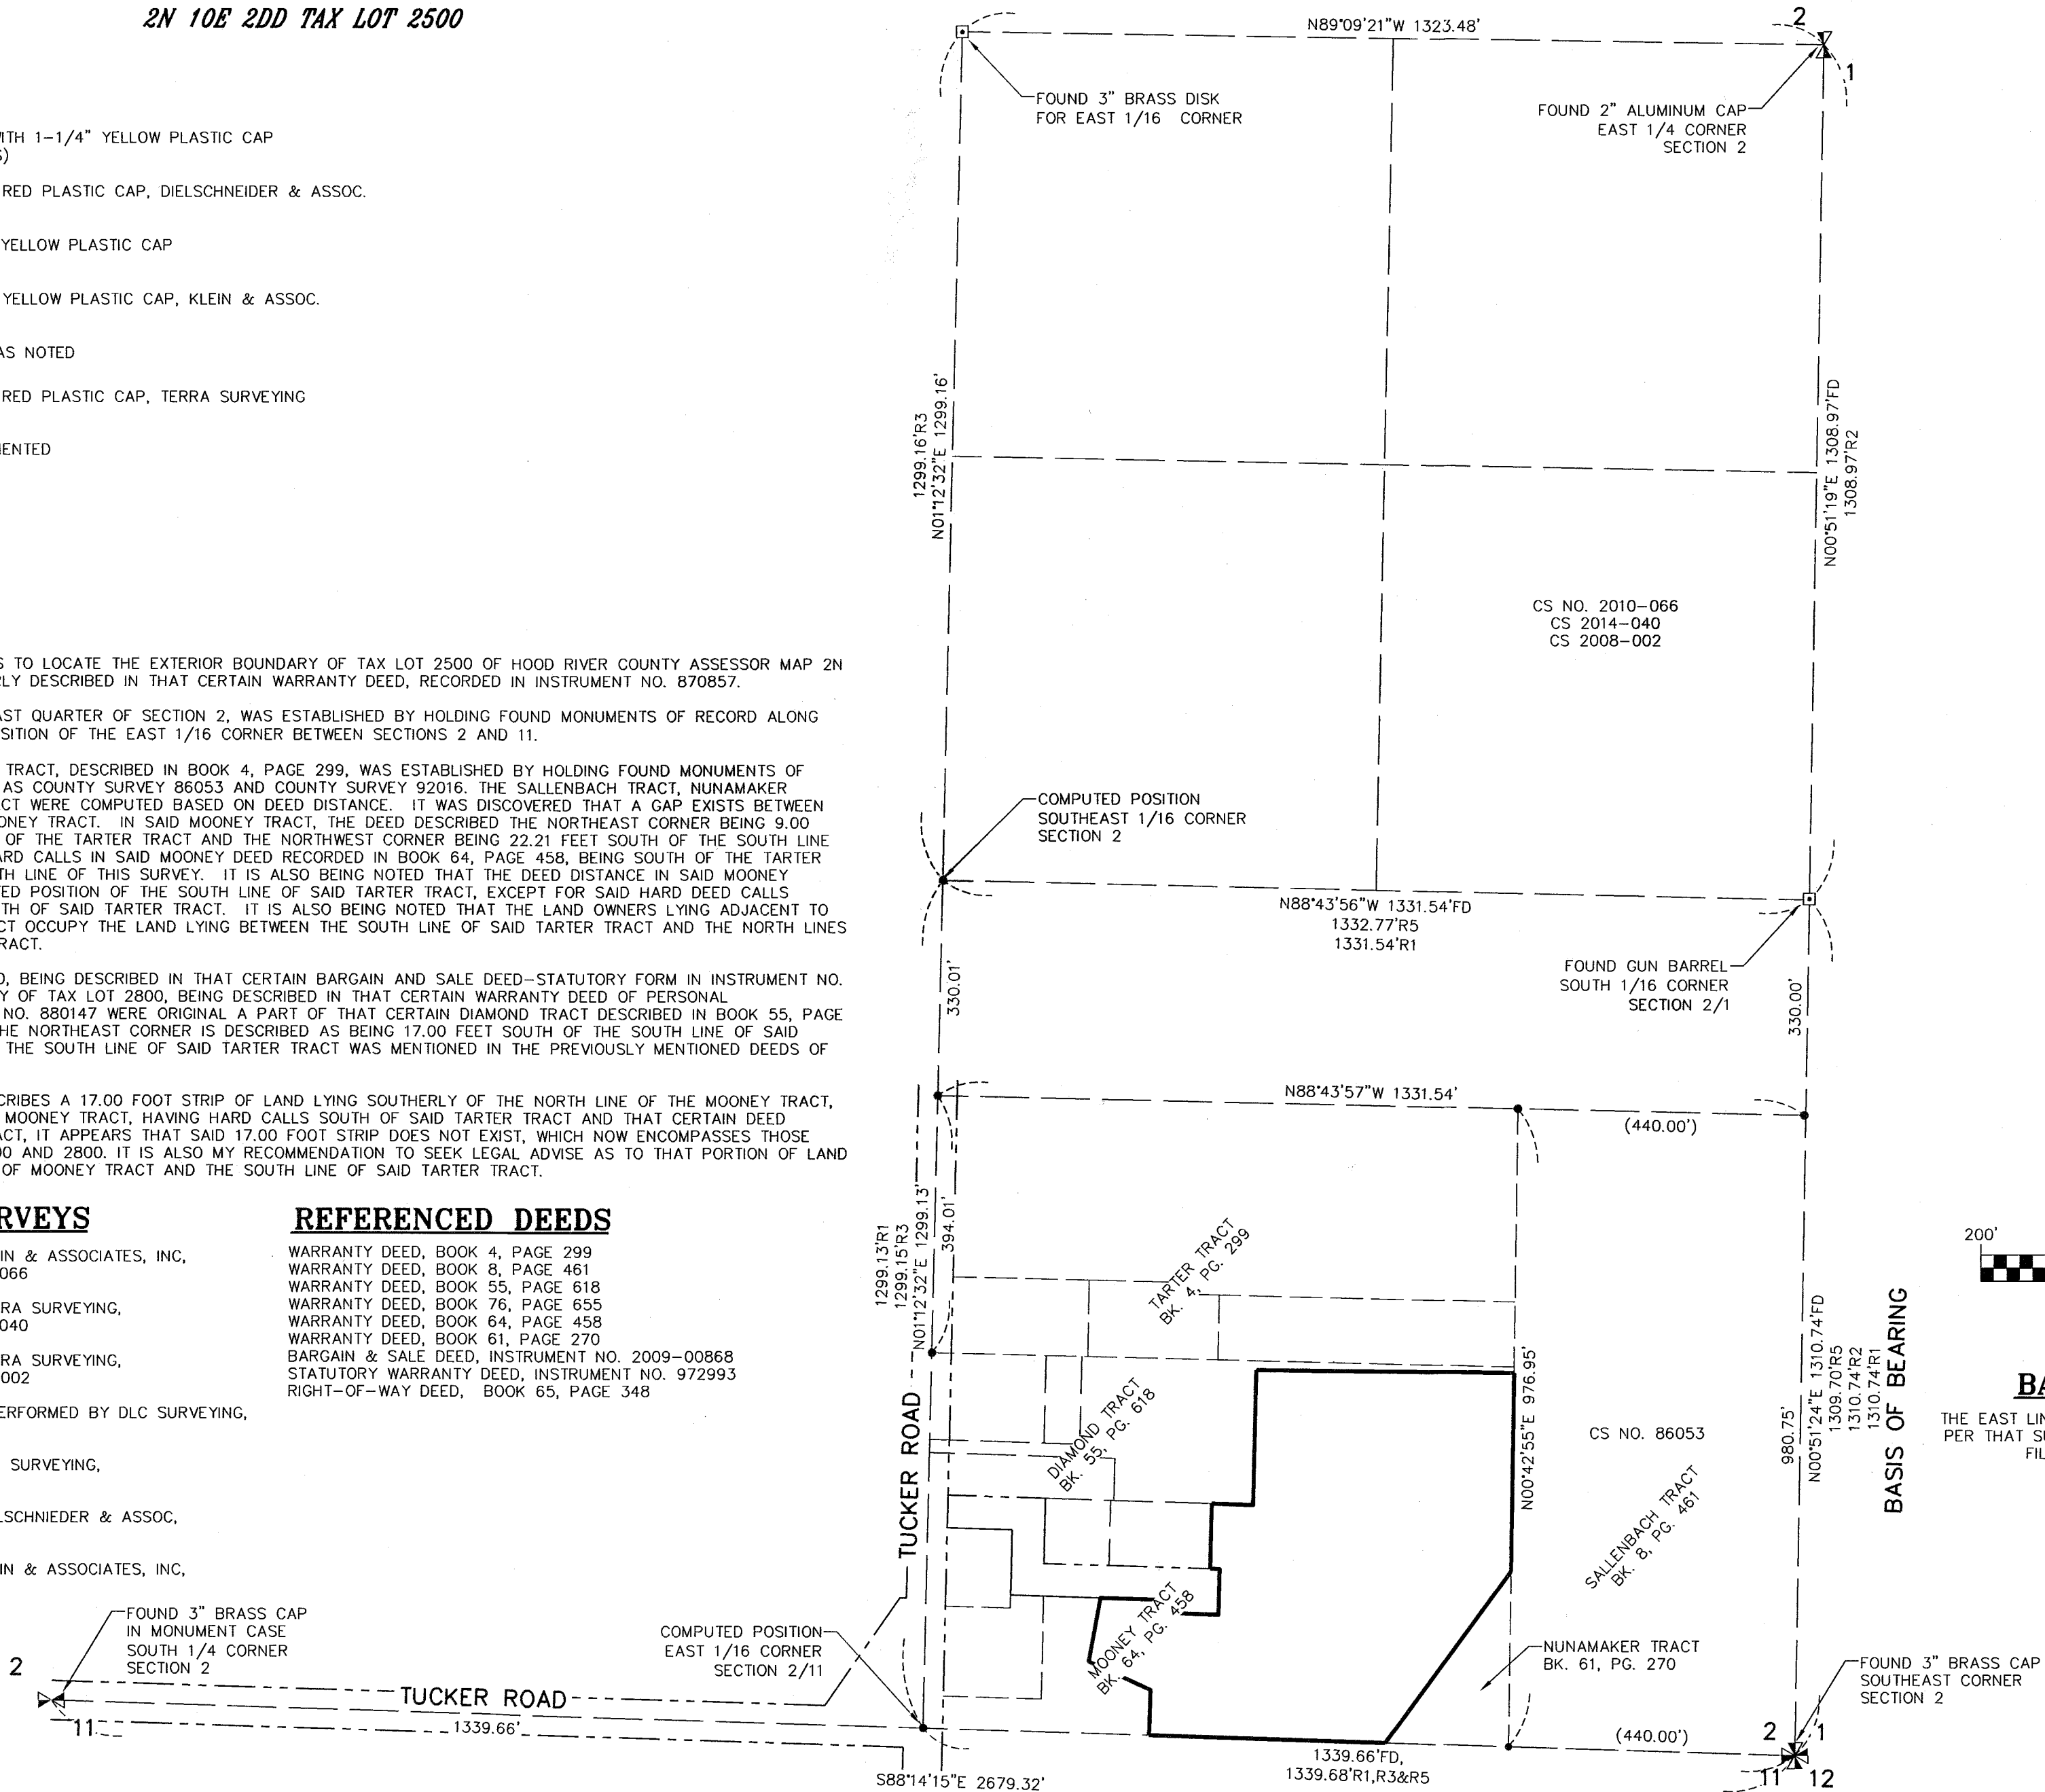 2N 10E 2DD TAX LOT 2500
WITH 1-1/4" YELLOW PLASTIC CAP
S)
RED PLASTIC CAP, DIELSCHNEIDER & ASSOC.
YELLOW PLASTIC CAP
YELLOW PLASTIC CAP, KLEIN & ASSOC.
AS NOTED
RED PLASTIC CAP, TERRA SURVEYING
MENTED
S TO LOCATE THE EXTERIOR BOUNDARY OF TAX LOT 2500 OF HOOD RIVER COUNTY ASSESSOR MAP 2N
RLY DESCRIBED IN THAT CERTAIN WARRANTY DEED, RECORDED IN INSTRUMENT NO. 870857.
AST QUARTER OF SECTION 2, WAS ESTABLISHED BY HOLDING FOUND MONUMENTS OF RECORD ALONG
SITION OF THE EAST 1/16 CORNER BETWEEN SECTIONS 2 AND 11.
TRACT, DESCRIBED IN BOOK 4, PAGE 299, WAS ESTABLISHED BY HOLDING FOUND MONUMENTS OF
AS COUNTY SURVEY 86053 AND COUNTY SURVEY 92016. THE SALLENBACH TRACT, NUNAMAKER
CT WERE COMPUTED BASED ON DEED DISTANCE. IT WAS DISCOVERED THAT A GAP EXISTS BETWEEN
ONEY TRACT. IN SAID MOONEY TRACT, THE DEED DESCRIBED THE NORTHEAST CORNER BEING 9.00
OF THE TARTER TRACT AND THE NORTHWEST CORNER BEING 22.21 FEET SOUTH OF THE SOUTH LINE
ARD CALLS IN SAID MOONEY DEED RECORDED IN BOOK 64, PAGE 458, BEING SOUTH OF THE TARTER
TH LINE OF THIS SURVEY. IT IS ALSO BEING NOTED THAT THE DEED DISTANCE IN SAID MOONEY
TED POSITION OF THE SOUTH LINE OF SAID TARTER TRACT, EXCEPT FOR SAID HARD DEED CALLS
TH OF SAID TARTER TRACT. IT IS ALSO BEING NOTED THAT THE LAND OWNERS LYING ADJACENT TO
CT OCCUPY THE LAND LYING BETWEEN THE SOUTH LINE OF SAID TARTER TRACT AND THE NORTH LINES
RACT.
0, BEING DESCRIBED IN THAT CERTAIN BARGAIN AND SALE DEED-STATUTORY FORM IN INSTRUMENT NO.
Y OF TAX LOT 2800, BEING DESCRIBED IN THAT CERTAIN WARRANTY DEED OF PERSONAL
NO. 880147 WERE ORIGINAL A PART OF THAT CERTAIN DIAMOND TRACT DESCRIBED IN BOOK 55, PAGE
HE NORTHEAST CORNER IS DESCRIBED AS BEING 17.00 FEET SOUTH OF THE SOUTH LINE OF SAID
THE SOUTH LINE OF SAID TARTER TRACT WAS MENTIONED IN THE PREVIOUSLY MENTIONED DEEDS OF
CRIBES A 17.00 FOOT STRIP OF LAND LYING SOUTHERLY OF THE NORTH LINE OF THE MOONEY TRACT,
MOONEY TRACT, HAVING HARD CALLS SOUTH OF SAID TARTER TRACT AND THAT CERTAIN DEED
ACT, IT APPEARS THAT SAID 17.00 FOOT STRIP DOES NOT EXIST, WHICH NOW ENCOMPASSES THOSE
00 AND 2800. IT IS ALSO MY RECOMMENDATION TO SEEK LEGAL ADVISE AS TO THAT PORTION OF LAND
OF MOONEY TRACT AND THE SOUTH LINE OF SAID TARTER TRACT.
RVEYS
IN & ASSOCIATES, INC,
066
RA SURVEYING,
040
RA SURVEYING,
002
ERFORMED BY DLC SURVEYING,
SURVEYING,
LSCHNIEDER & ASSOC,
IN & ASSOCIATES, INC,
REFERENCED DEEDS
WARRANTY DEED, BOOK 4, PAGE 299
WARRANTY DEED, BOOK 8, PAGE 461
WARRANTY DEED, BOOK 55, PAGE 618
WARRANTY DEED, BOOK 76, PAGE 655
WARRANTY DEED, BOOK 64, PAGE 458
WARRANTY DEED, BOOK 61, PAGE 270
BARGAIN & SALE DEED, INSTRUMENT NO. 2009-00868
STATUTORY WARRANTY DEED, INSTRUMENT NO. 972993
RIGHT-OF-WAY DEED, BOOK 65, PAGE 348
N89°09'21"W 1323.48'
2
1
FOUND 3" BRASS DISK
FOR EAST 1/16 CORNER
FOUND 2" ALUMINUM CAP
EAST 1/4 CORNER
SECTION 2
1299.16'R3
N01°12'32"E 1299.16'
N00°51'19"E 1308.97'FD
1308.97'R2
CS NO. 2010-066
CS 2014-040
CS 2008-002
COMPUTED POSITION
SOUTHEAST 1/16 CORNER
SECTION 2
N88°43'56"W 1331.54'FD
1332.77'R5
1331.54'R1
FOUND GUN BARREL
SOUTH 1/16 CORNER
SECTION 2/1
330.01'
330.00'
N88°43'57"W 1331.54'
(440.00')
1299.13'R1
1299.15'R3
N01°12'32"E 1299.13'
394.01'
TARTER TRACT
BK. 4, PG. 299
200'
DIAMOND TRACT
BK. 55, PG. 618
N00°42'55"E 976.95'
CS NO. 86053
SALLENBACH TRACT
BK. 8, PG. 461
980.75'
N00°51'24"E 1310.74'FD
1309.70'R5
1310.74'R2
1310.74'R1
BASIS OF BEARING
BA
THE EAST LIN
PER THAT SU
FIL
TUCKER ROAD
MOONEY TRACT
BK. 64, PG. 458
NUNAMAKER TRACT
BK. 61, PG. 270
FOUND 3" BRASS CAP
IN MONUMENT CASE
SOUTH 1/4 CORNER
SECTION 2
COMPUTED POSITION
EAST 1/16 CORNER
SECTION 2/11
FOUND 3" BRASS CAP
SOUTHEAST CORNER
SECTION 2
2
11
TUCKER ROAD
1339.66'
(440.00')
2 1
11 12
1339.66'FD,
1339.68'R1,R3&R5
S88°14'15"E 2679.32'